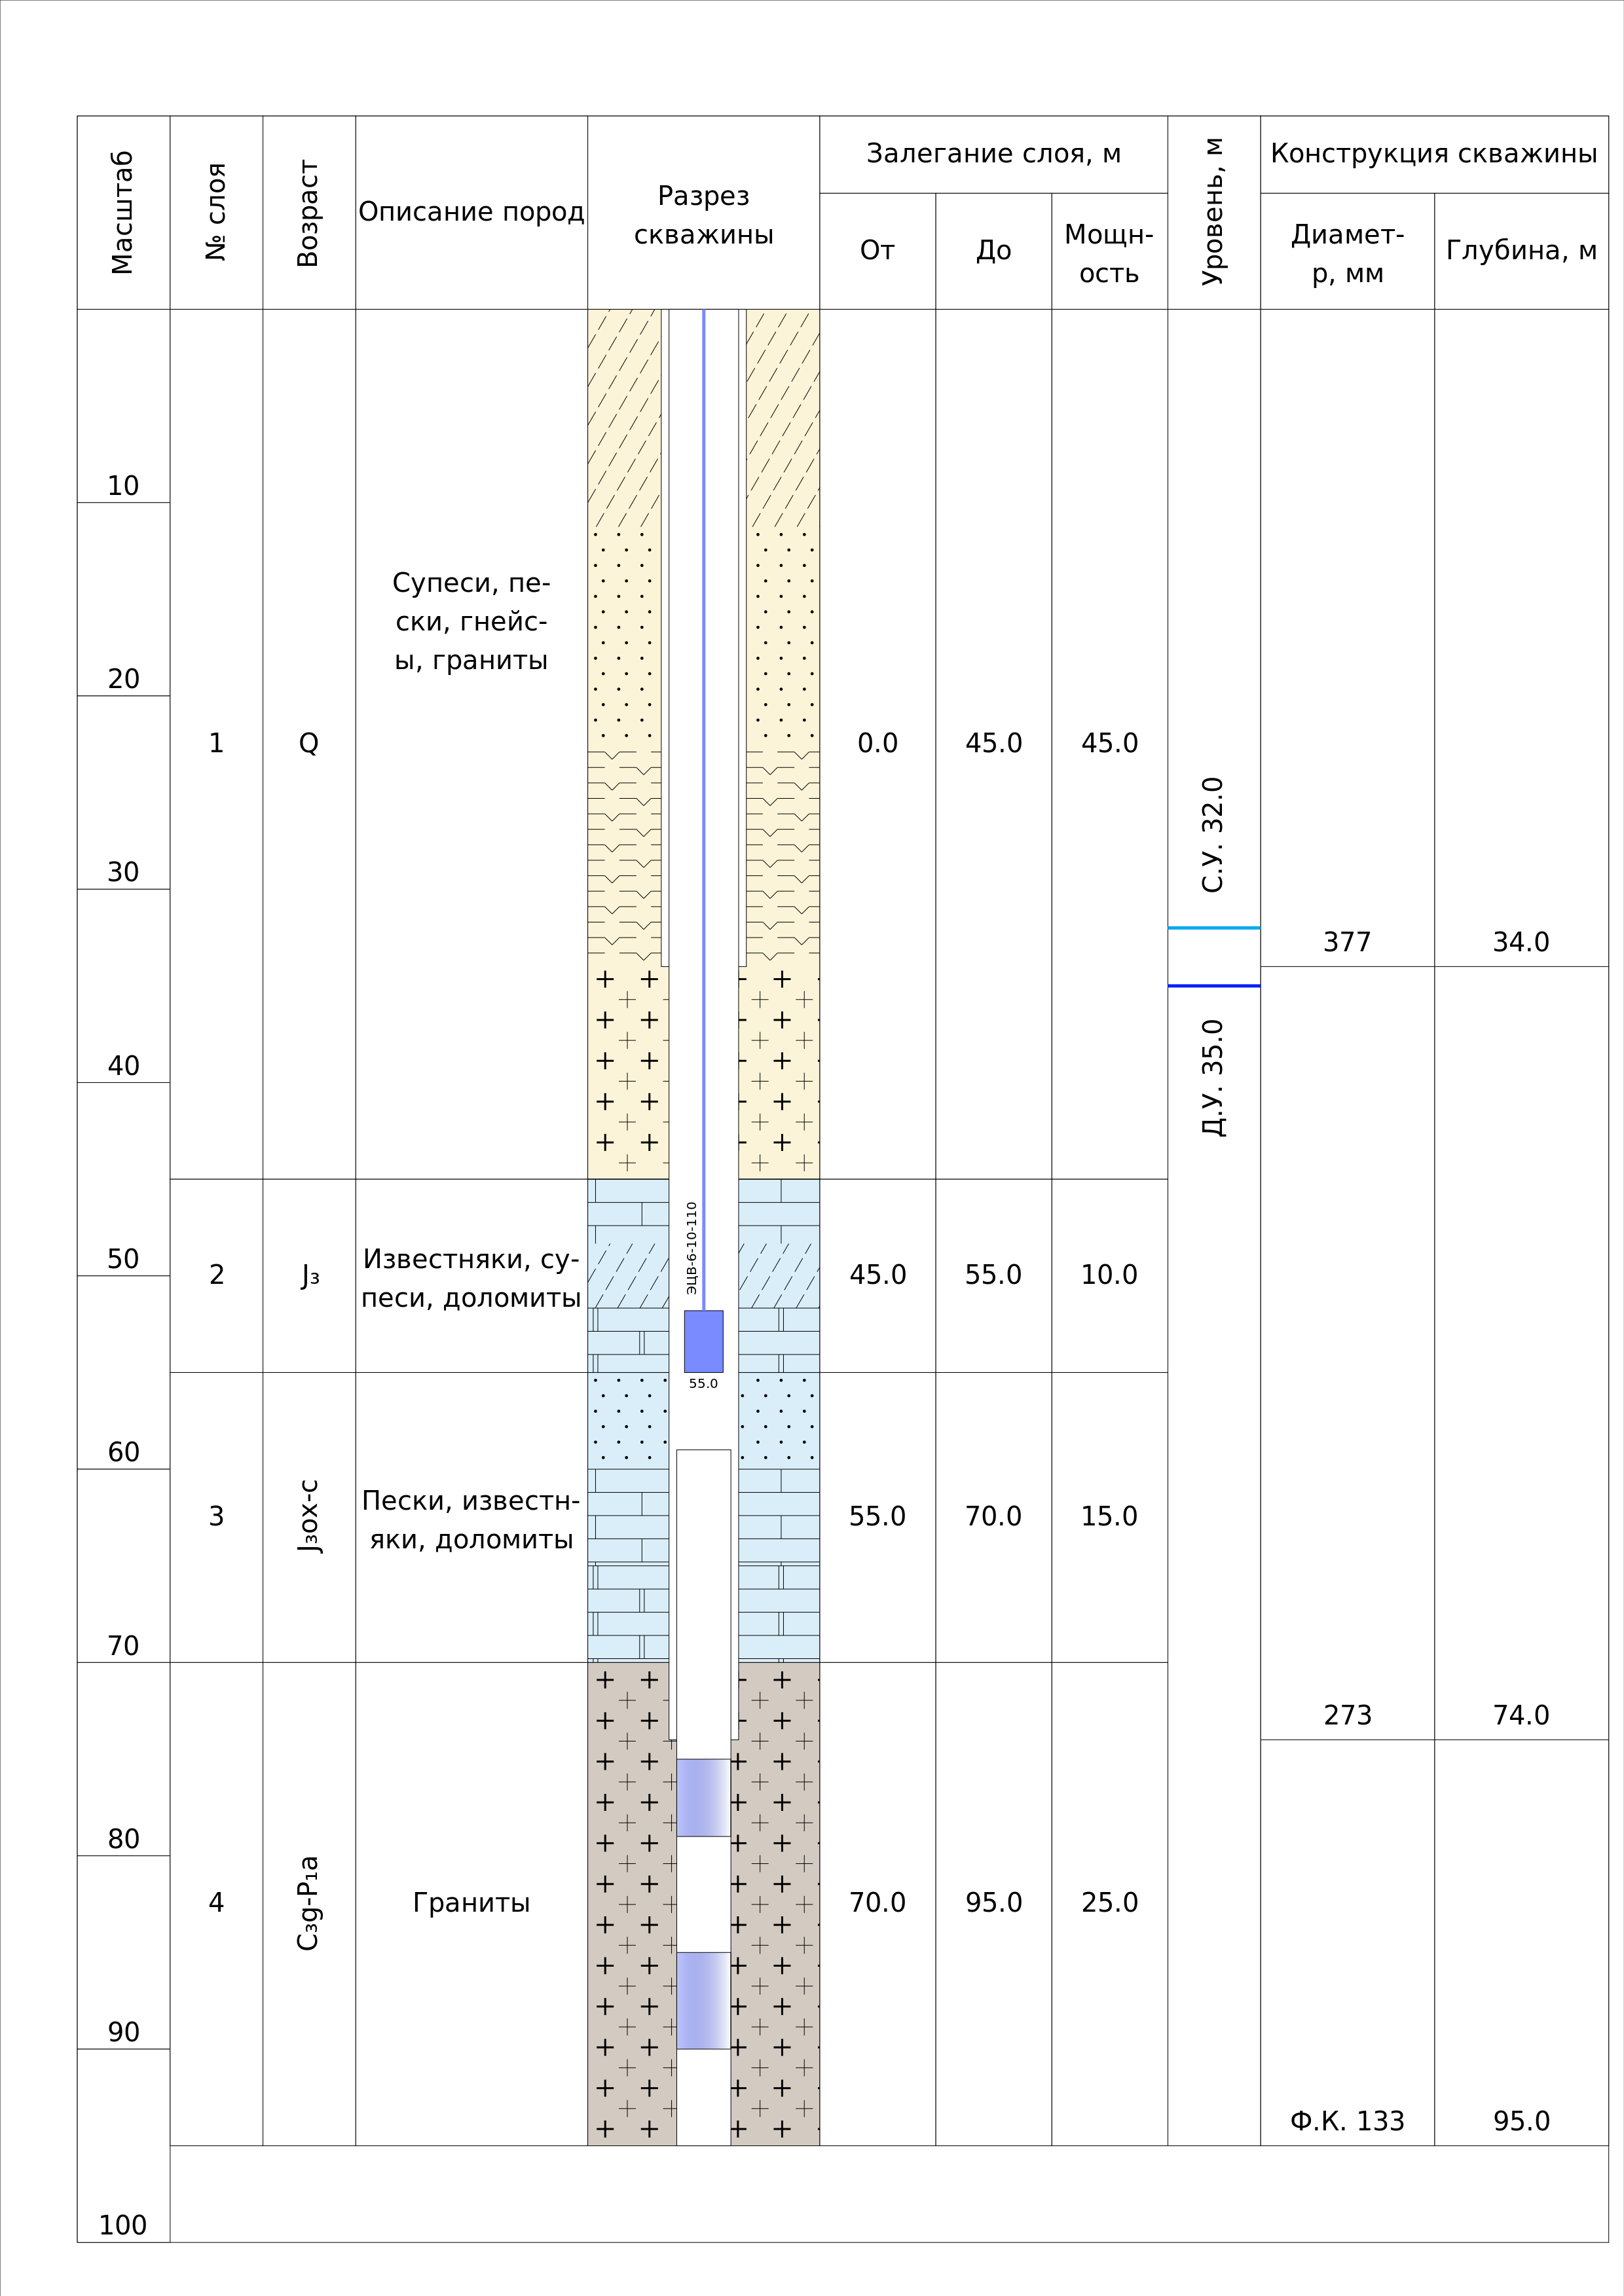 Масштаб
№ слоя
Возраст
Описание пород
Разрез
скважины
Залегание слоя, м
От
До
Мощн-
ость
Уровень, м
Конструкция скважины
Диамет-
р, мм
Глубина, м
10
20
30
40
50
60
70
80
90
100
1
Q
Супеси, пе-
ски, гнейс-
ы, граниты
0.0
45.0
45.0
С.У. 32.0
Д.У. 35.0
377
34.0
2
J₃
Известняки, су-
песи, доломиты
ЭЦВ-6-10-110
55.0
45.0
55.0
10.0
3
J₃ox-c
Пески, известн-
яки, доломиты
55.0
70.0
15.0
273
74.0
4
C₃g-P₁a
Граниты
70.0
95.0
25.0
Ф.К. 133
95.0